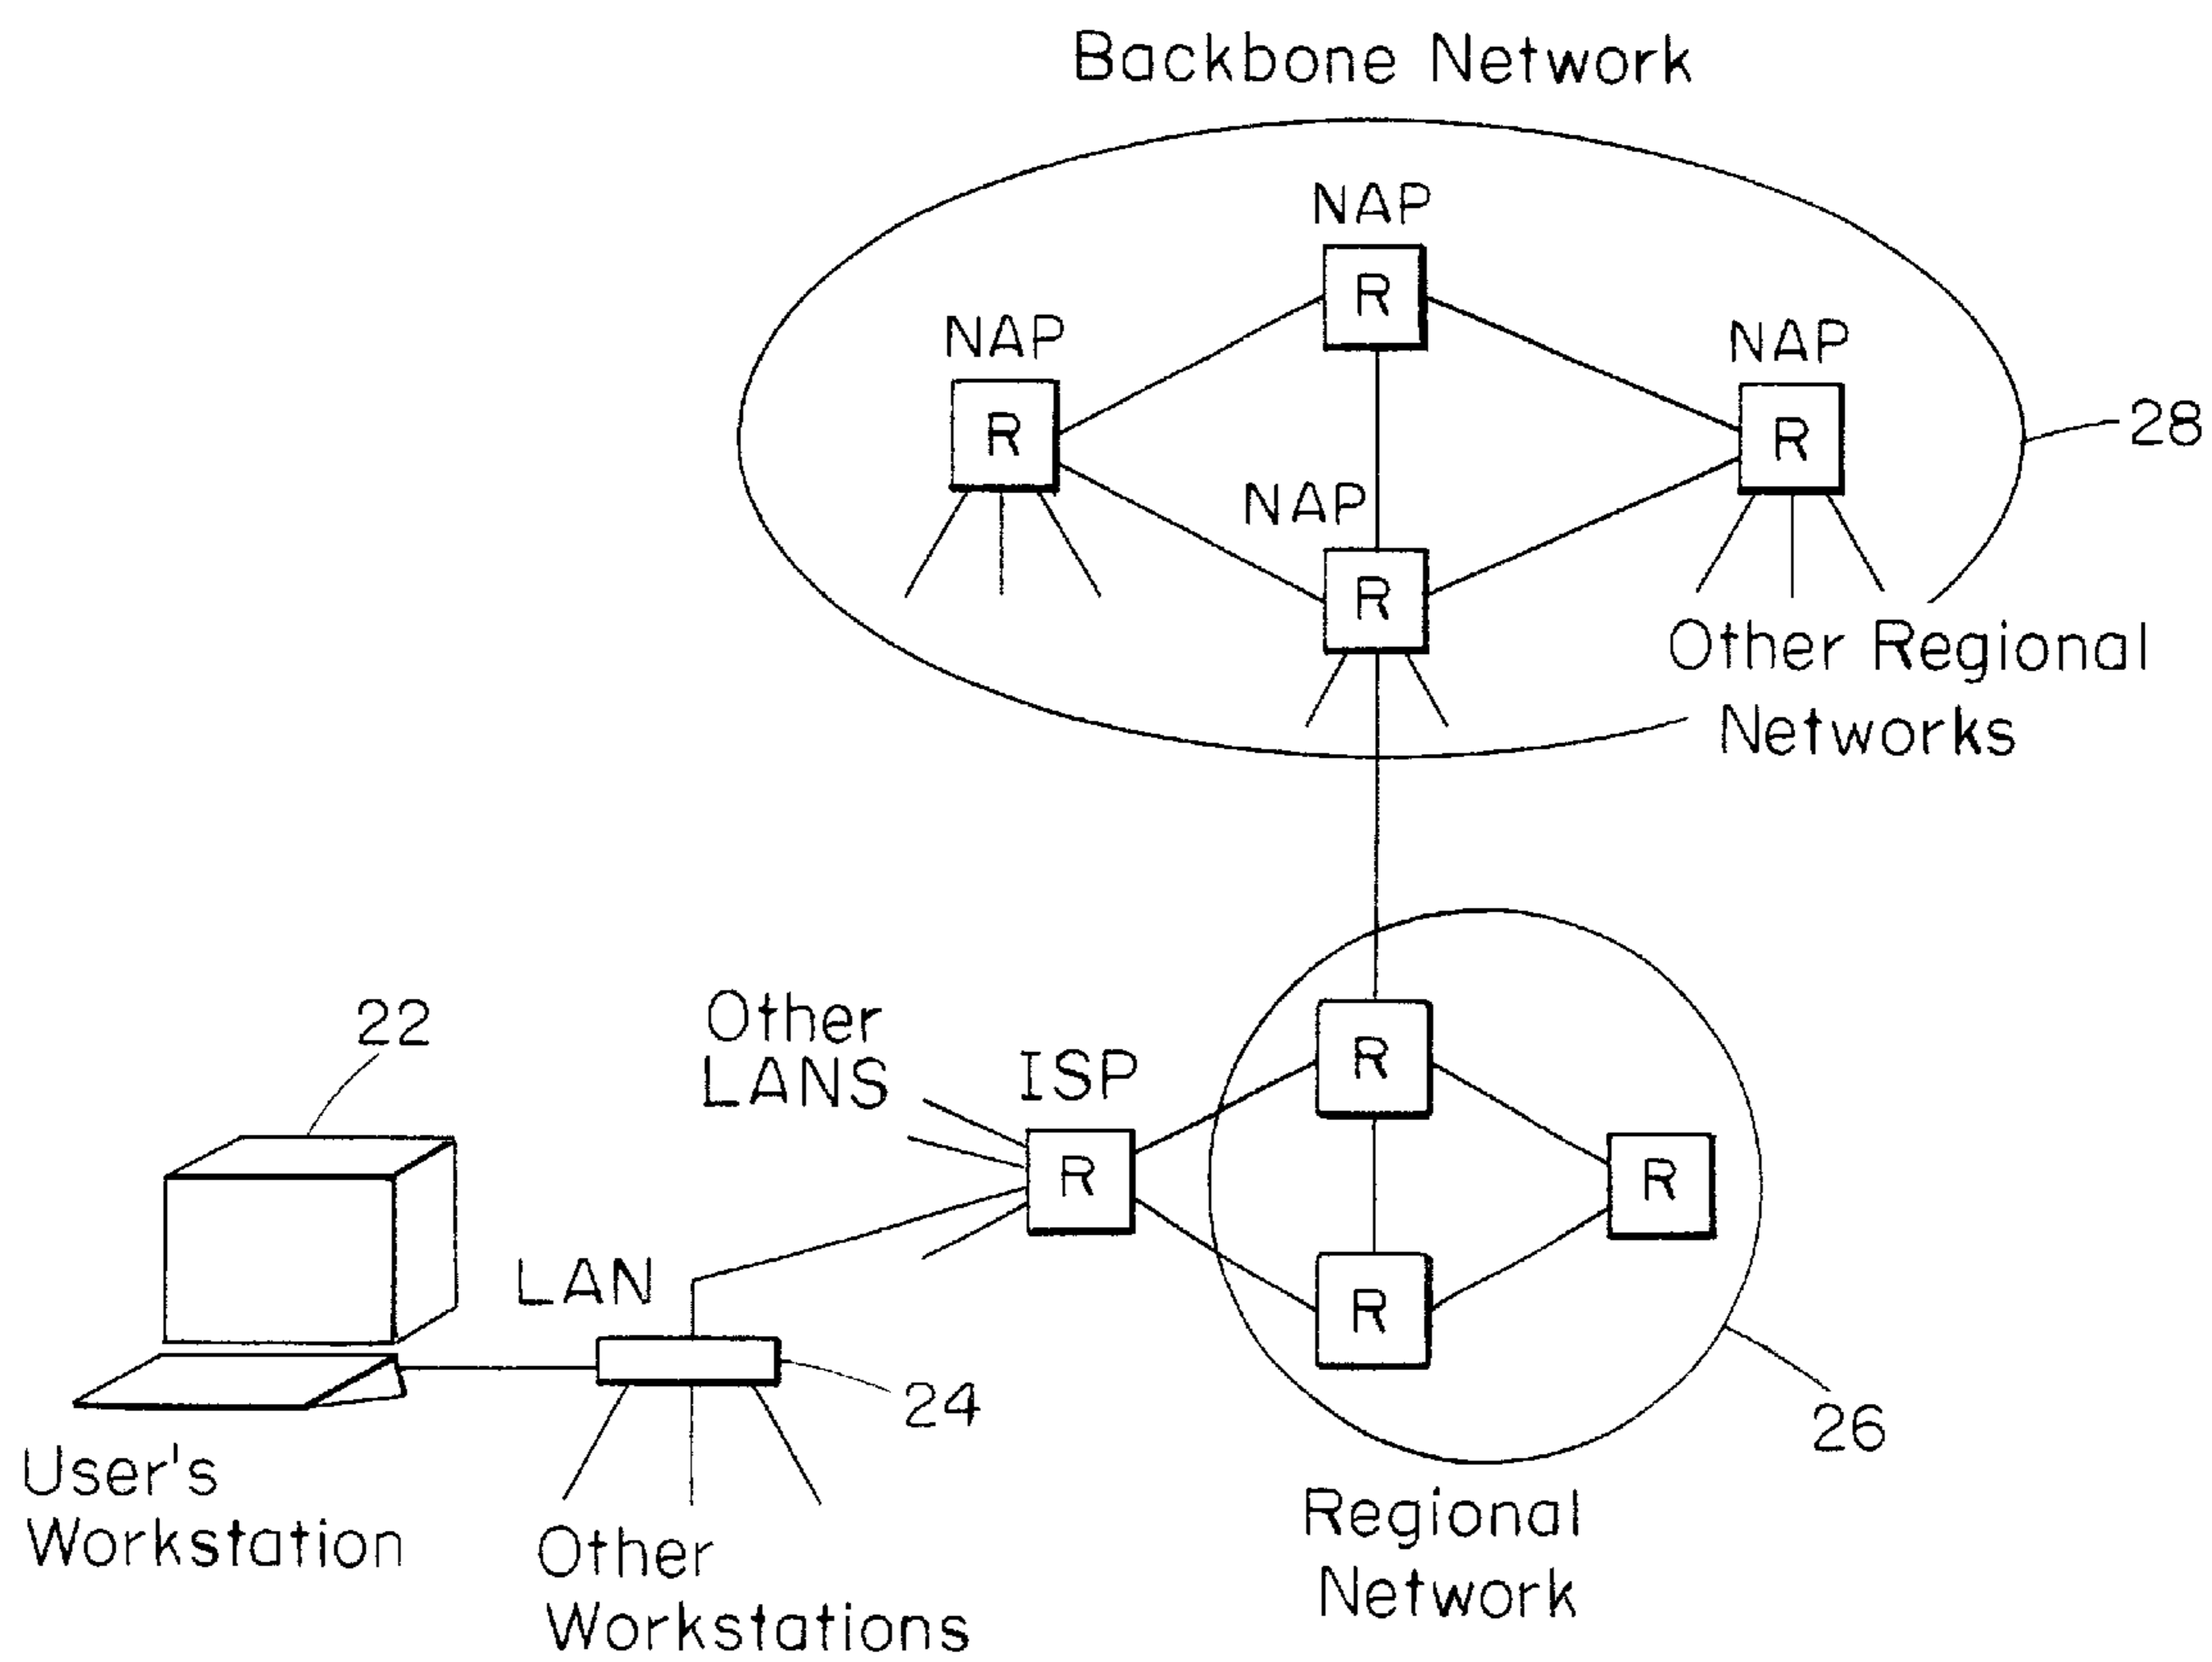 Backbone Network
NAP
R
NAP
R
NAP
R
28
NAP
R
Other Regional
Networks
22
Other
LANS
ISP
R
R
R
R
LAN
24
26
User's
Workstation
Other
Workstations
Regional
Network